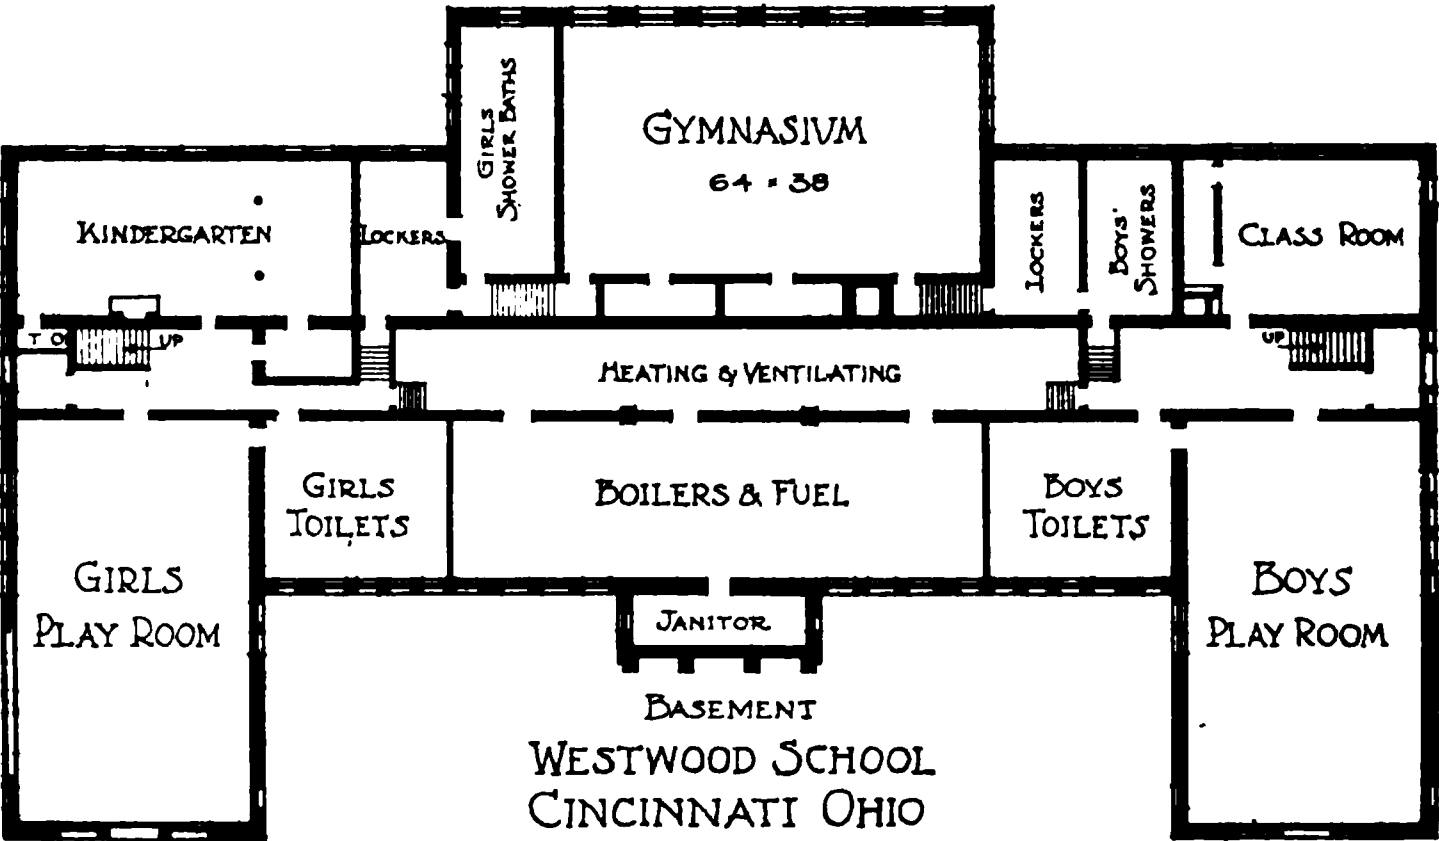 GIRLS
SHOWER BATHS
GYMNASIUM
64 × 38
KINDERGARTEN
LOCKERS
LOCKERS
BOYS'
SHOWERS
CLASS ROOM
TO
UP
UP
HEATING & VENTILATING
GIRLS
TOILETS
BOILERS & FUEL
BOYS
TOILETS
GIRLS
PLAY ROOM
JANITOR
BOYS
PLAY ROOM
BASEMENT
WESTWOOD SCHOOL
CINCINNATI OHIO